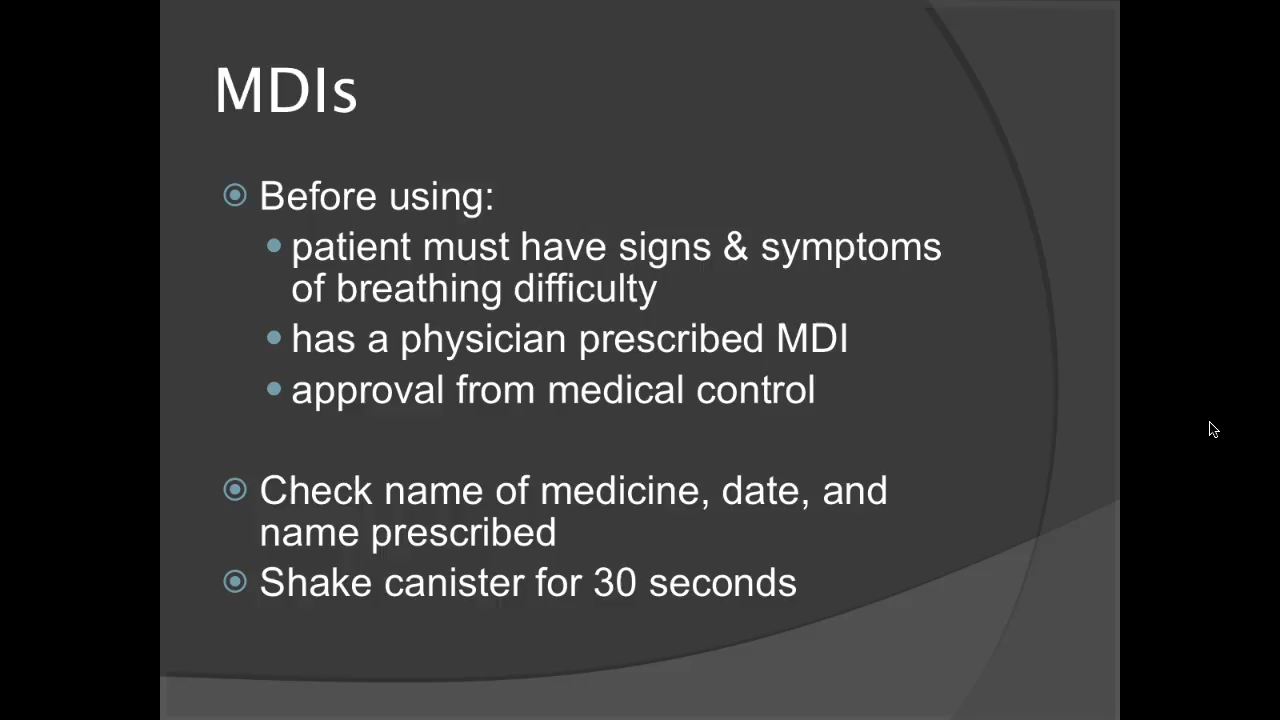 MDIs
Before using:
patient must have signs & symptoms
of breathing difficulty
has a physician prescribed MDI
approval from medical control
Check name of medicine, date, and
name prescribed
Shake canister for 30 seconds